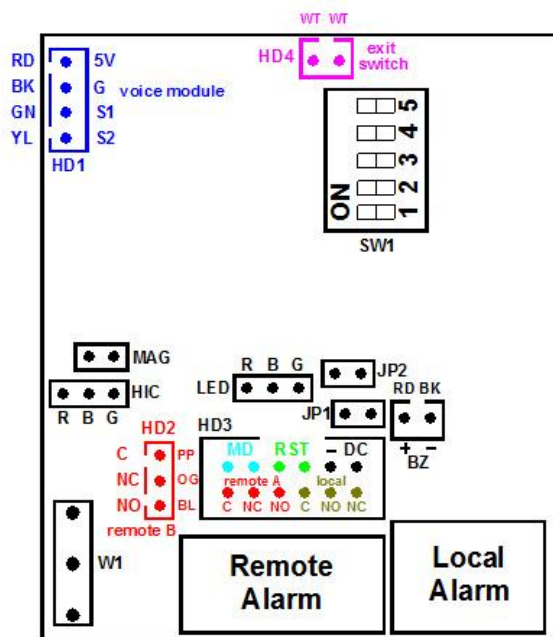 WT WT
HD4 exit
switch
RD 5V
BK G voice module
GN S1
YL S2
HD1
5
4
3
2
1
ON
SW1
MAG
HIC
R B G
R B G
LED
JP2
JP1
RD BK
+ −
BZ
HD2
C PP
NC OG
NO BL
remote B
HD3
MD RST − DC
remote A local
C NC NO C NO NC
W1
Remote
Alarm
Local
Alarm